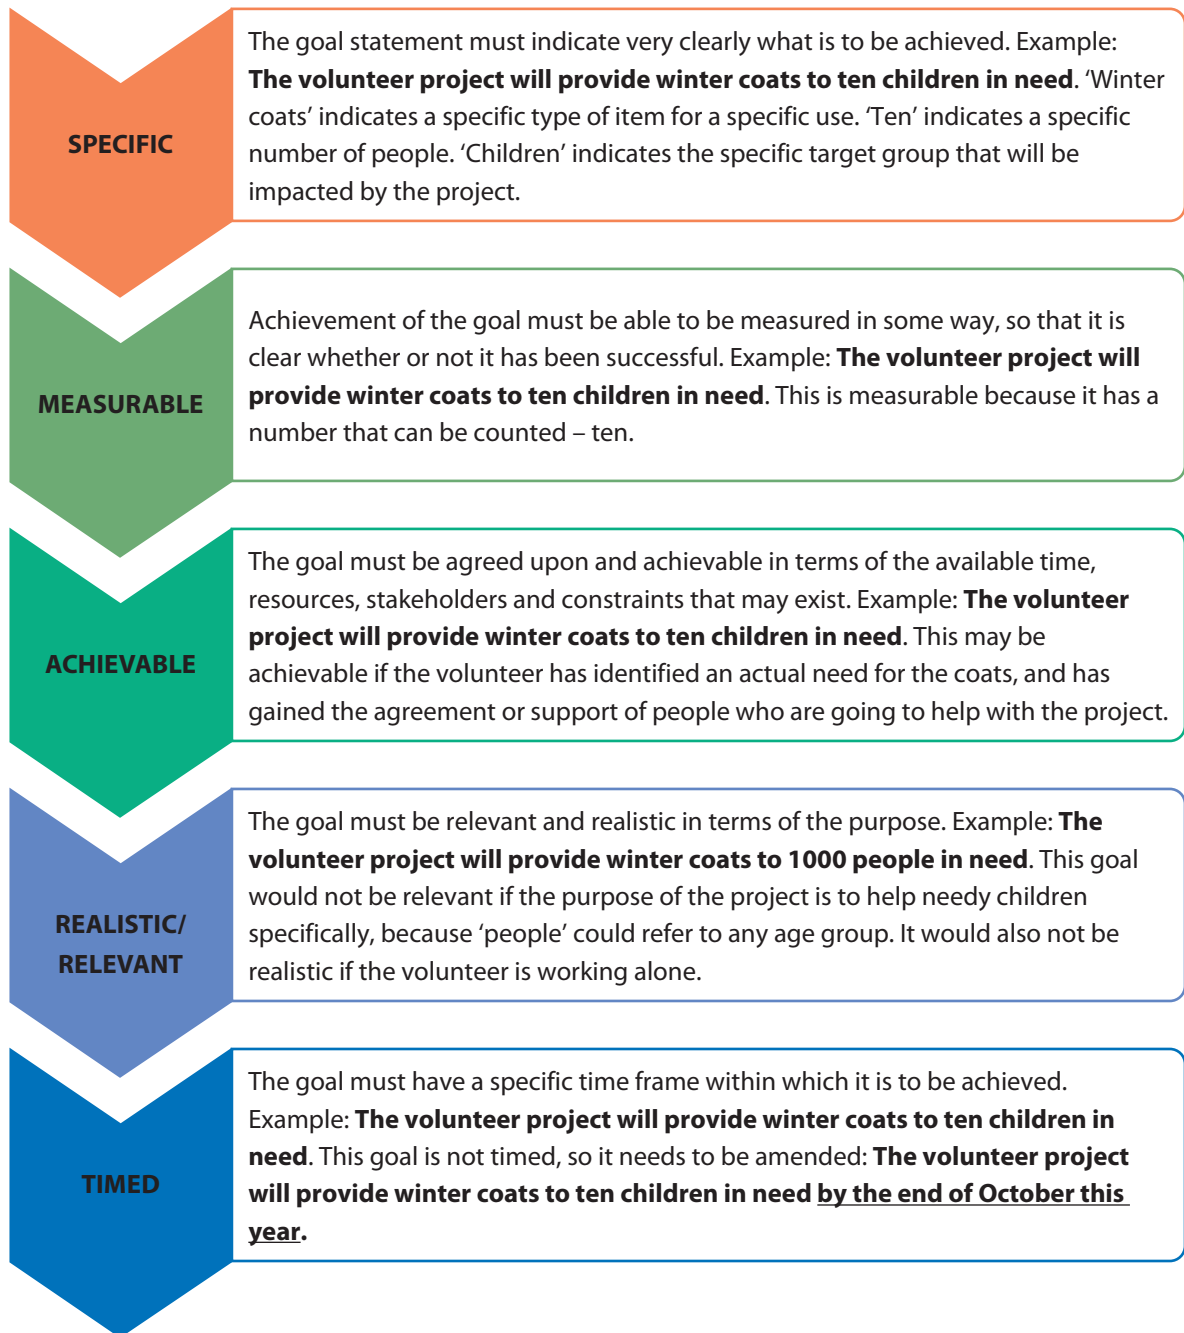 SPECIFIC
The goal statement must indicate very clearly what is to be achieved. Example:
The volunteer project will provide winter coats to ten children in need. ‘Winter
coats’ indicates a specific type of item for a specific use. ‘Ten’ indicates a specific
number of people. ‘Children’ indicates the specific target group that will be
impacted by the project.
MEASURABLE
Achievement of the goal must be able to be measured in some way, so that it is
clear whether or not it has been successful. Example: The volunteer project will
provide winter coats to ten children in need. This is measurable because it has a
number that can be counted – ten.
ACHIEVABLE
The goal must be agreed upon and achievable in terms of the available time,
resources, stakeholders and constraints that may exist. Example: The volunteer
project will provide winter coats to ten children in need. This may be
achievable if the volunteer has identified an actual need for the coats, and has
gained the agreement or support of people who are going to help with the project.
REALISTIC/
RELEVANT
The goal must be relevant and realistic in terms of the purpose. Example: The
volunteer project will provide winter coats to 1000 people in need. This goal
would not be relevant if the purpose of the project is to help needy children
specifically, because ‘people’ could refer to any age group. It would also not be
realistic if the volunteer is working alone.
TIMED
The goal must have a specific time frame within which it is to be achieved.
Example: The volunteer project will provide winter coats to ten children in
need. This goal is not timed, so it needs to be amended: The volunteer project
will provide winter coats to ten children in need by the end of October this
year.